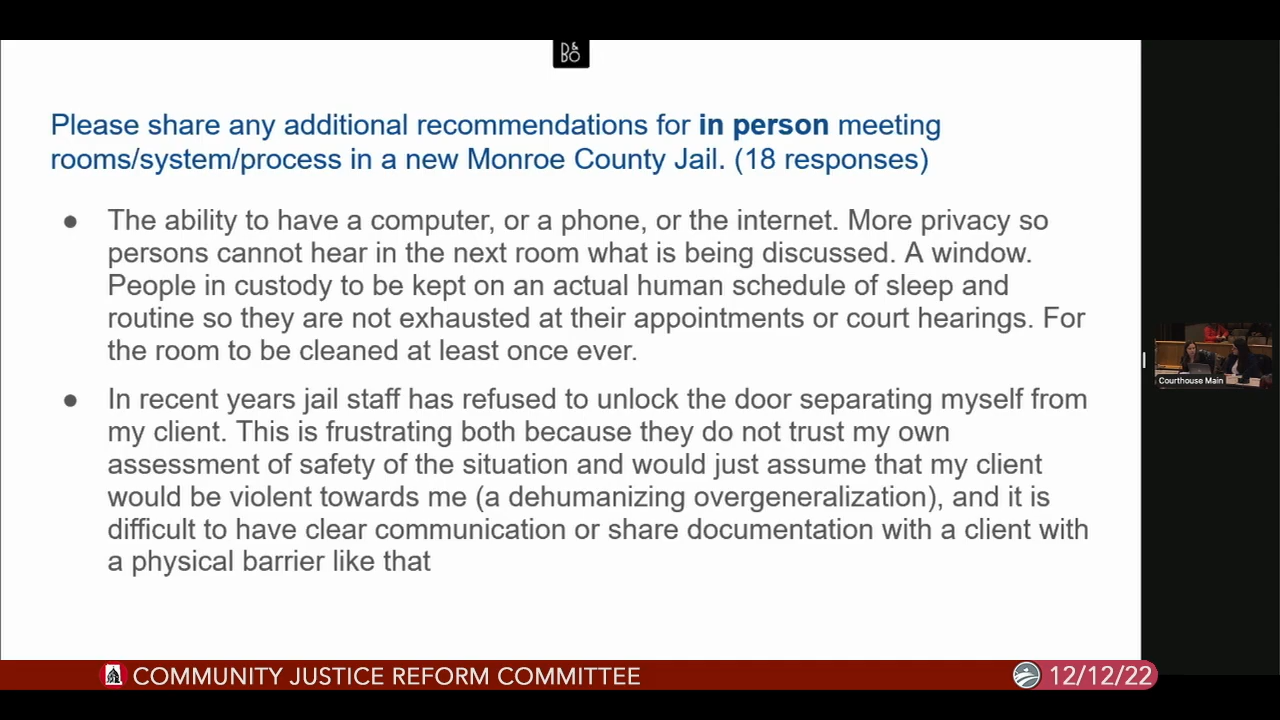 D&
BO
Please share any additional recommendations for in person meeting
rooms/system/process in a new Monroe County Jail. (18 responses)
● The ability to have a computer, or a phone, or the internet. More privacy so
persons cannot hear in the next room what is being discussed. A window.
People in custody to be kept on an actual human schedule of sleep and
routine so they are not exhausted at their appointments or court hearings. For
the room to be cleaned at least once ever.
● In recent years jail staff has refused to unlock the door separating myself from
my client. This is frustrating both because they do not trust my own
assessment of safety of the situation and would just assume that my client
would be violent towards me (a dehumanizing overgeneralization), and it is
difficult to have clear communication or share documentation with a client with
a physical barrier like that
Courthouse Main
COMMUNITY JUSTICE REFORM COMMITTEE
12/12/22